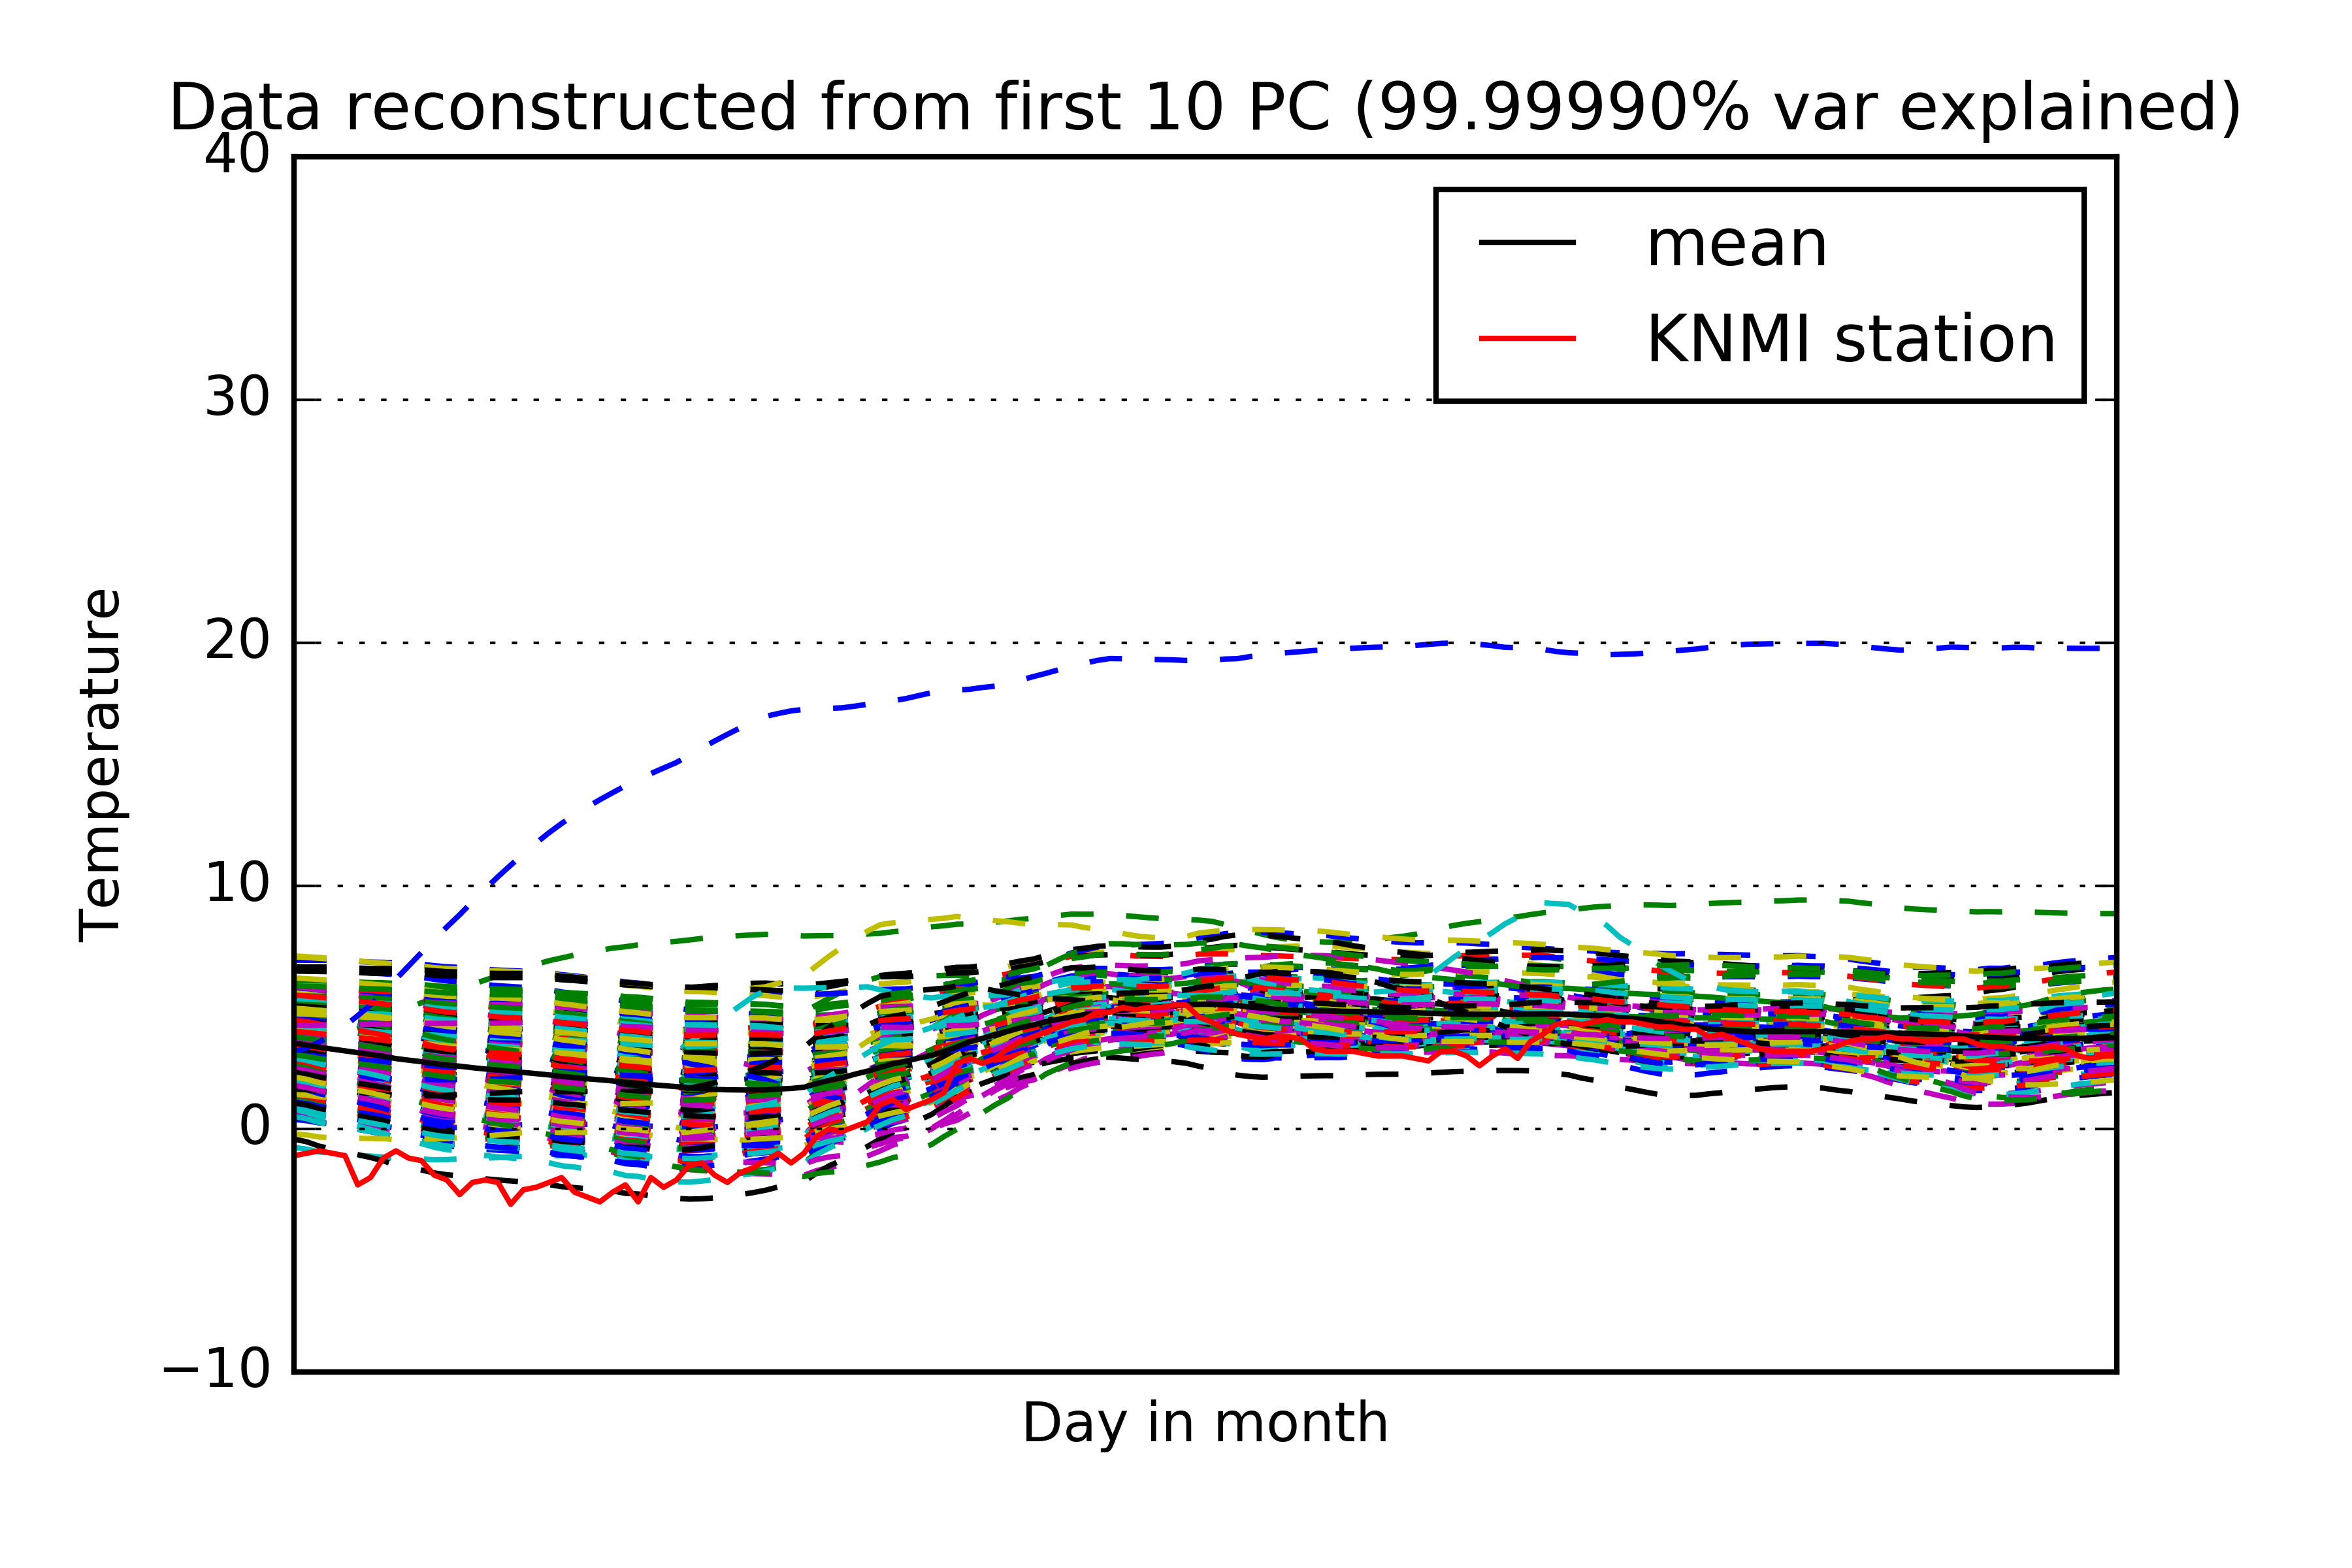 Data reconstructed from first 10 PC (99.99990% var explained)
40
mean
KNMI station
30
20
10
0
−10
Temperature
Day in month